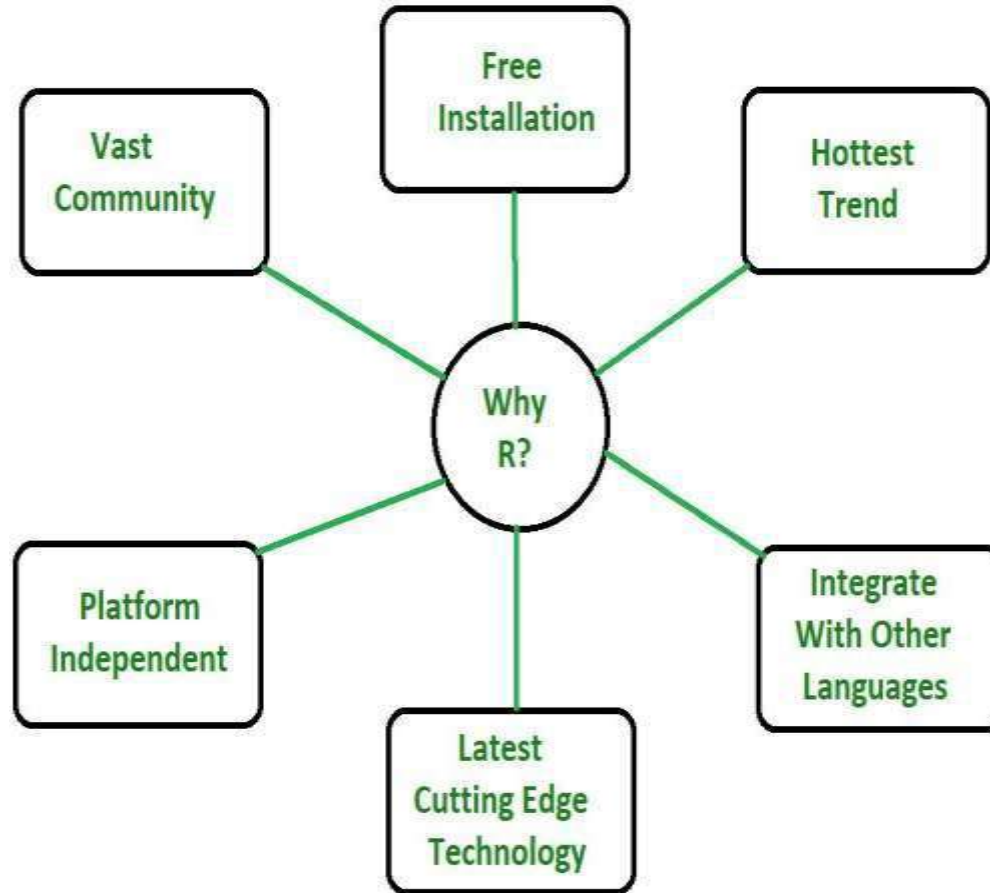 Free
Installation
Vast
Community
Hottest
Trend
Why
R?
Platform
Independent
Integrate
With Other
Languages
Latest
Cutting Edge
Technology